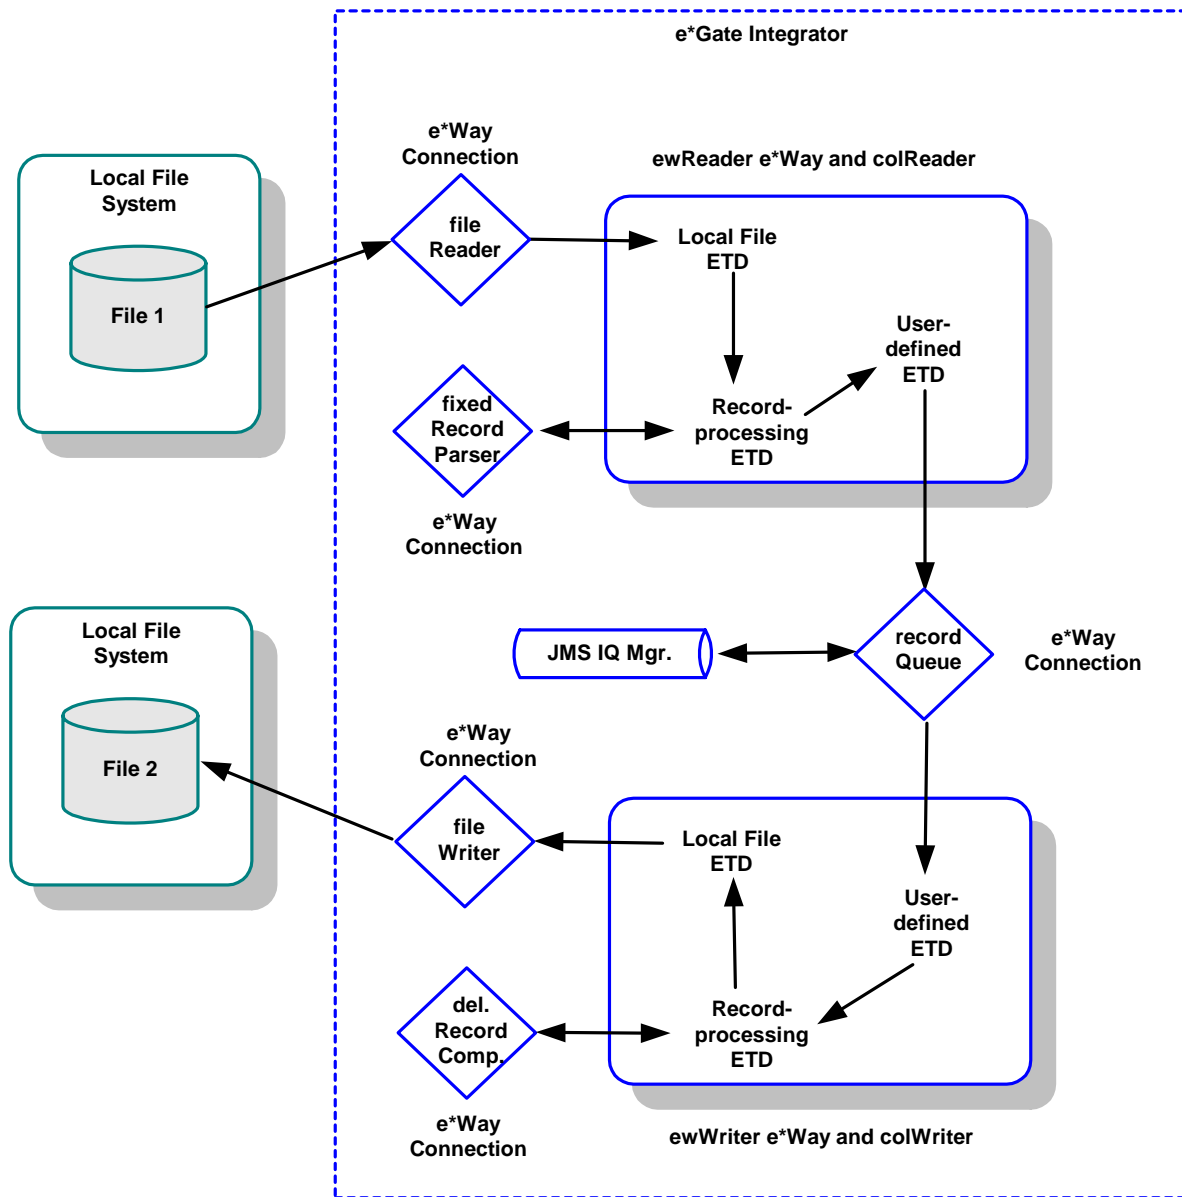 e*Gate Integrator
e*Way
Connection
ewReader e*Way and colReader
Local File
System
File 1
file
Reader
Local File
ETD
User-
defined
ETD
fixed
Record
Parser
Record-
processing
ETD
e*Way
Connection
Local File
System
File 2
JMS IQ Mgr.
record
Queue
e*Way
Connection
e*Way
Connection
file
Writer
Local File
ETD
User-
defined
ETD
del.
Record
Comp.
Record-
processing
ETD
e*Way
Connection
ewWriter e*Way and colWriter